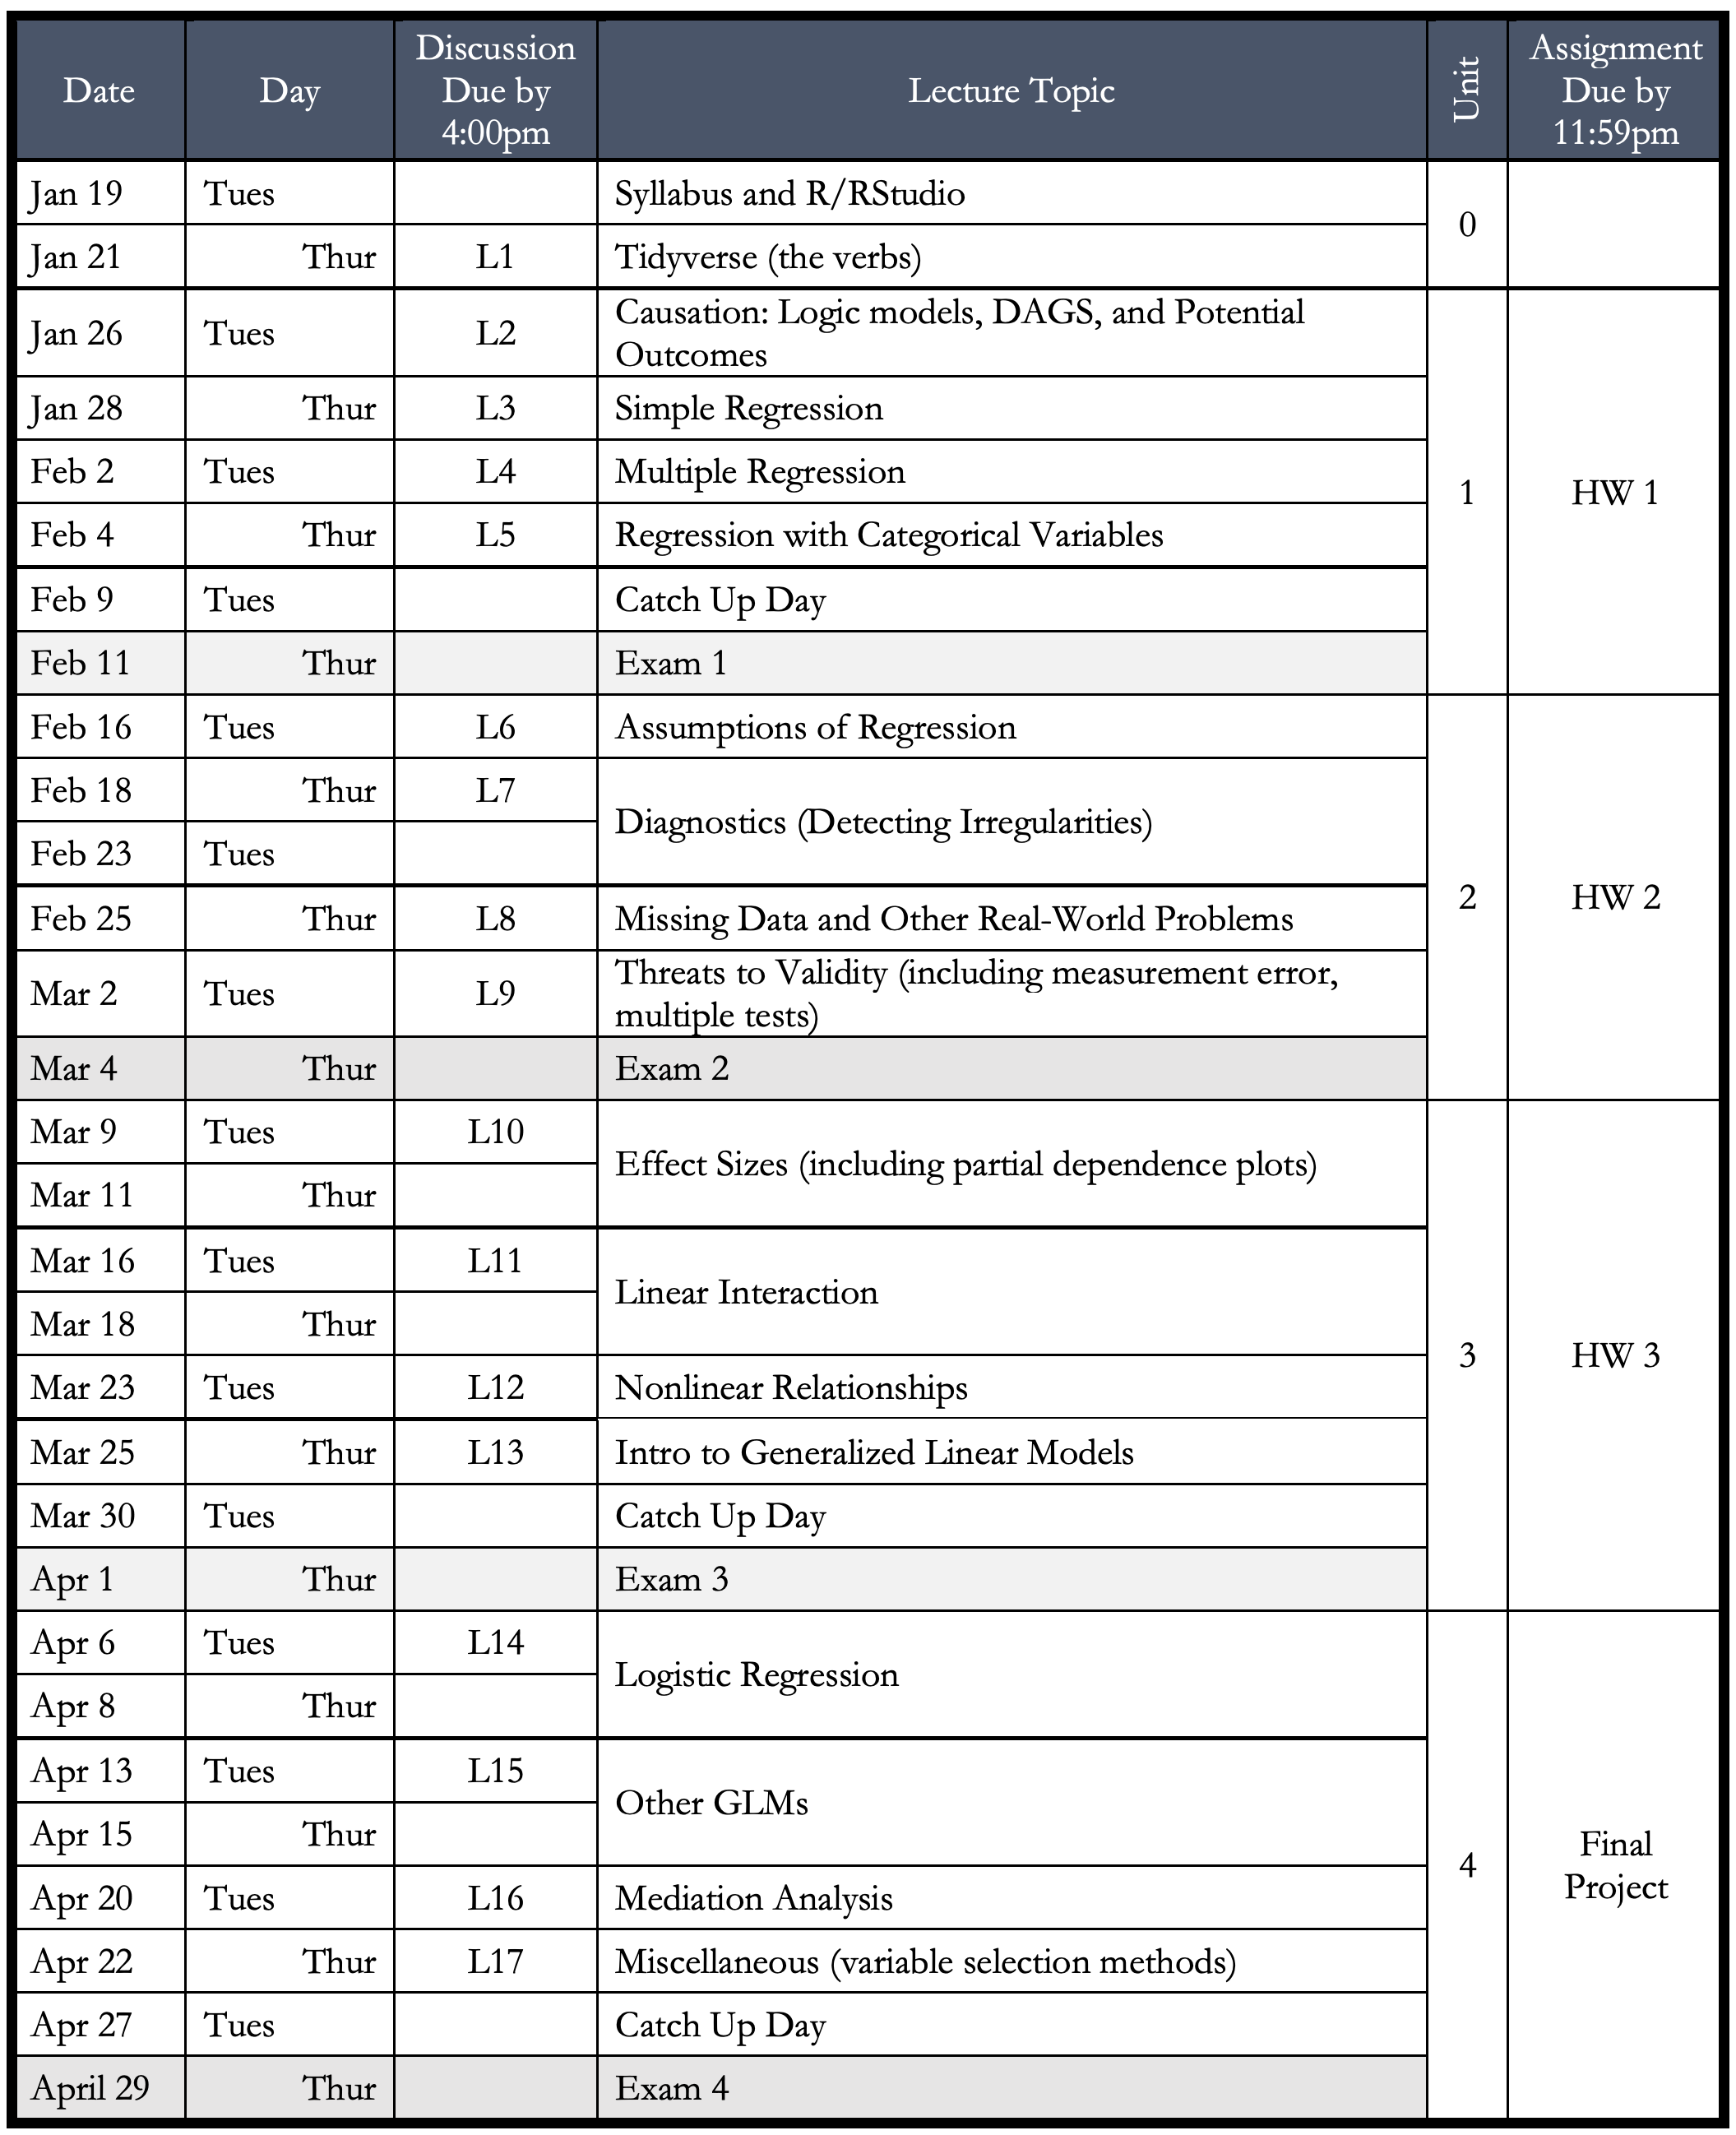 Date Day Discussion Due by 4:00pm Lecture Topic Unit Assignment Due by 11:59pm
Jan 19 Tues Syllabus and R/RStudio 0
Jan 21 Thur L1 Tidyverse (the verbs)
Jan 26 Tues L2 Causation: Logic models, DAGS, and Potential
Outcomes
Jan 28 Thur L3 Simple Regression
Feb 2 Tues L4 Multiple Regression 1 HW 1
Feb 4 Thur L5 Regression with Categorical Variables
Feb 9 Tues Catch Up Day
Feb 11 Thur Exam 1
Feb 16 Tues L6 Assumptions of Regression
Feb 18 Thur L7 Diagnostics (Detecting Irregularities)
Feb 23 Tues
2 HW 2
Feb 25 Thur L8 Missing Data and Other Real-World Problems
Mar 2 Tues L9 Threats to Validity (including measurement error,
multiple tests)
Mar 4 Thur Exam 2
Mar 9 Tues L10 Effect Sizes (including partial dependence plots)
Mar 11 Thur
Mar 16 Tues L11 Linear Interaction
Mar 18 Thur
3 HW 3
Mar 23 Tues L12 Nonlinear Relationships
Mar 25 Thur L13 Intro to Generalized Linear Models
Mar 30 Tues Catch Up Day
Apr 1 Thur Exam 3
Apr 6 Tues L14 Logistic Regression
Apr 8 Thur
Apr 13 Tues L15 Other GLMs
Apr 15 Thur
4 Final
Project
Apr 20 Tues L16 Mediation Analysis
Apr 22 Thur L17 Miscellaneous (variable selection methods)
Apr 27 Tues Catch Up Day
April 29 Thur Exam 4